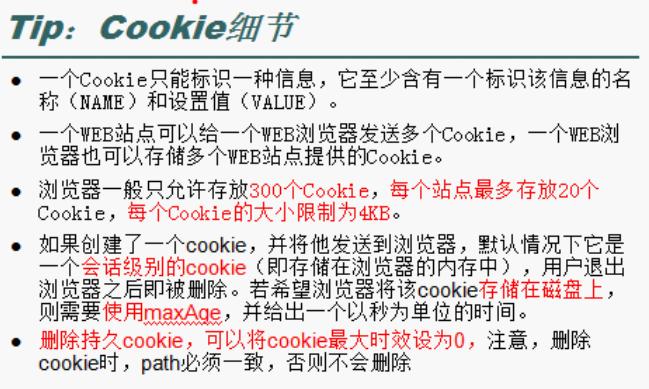 Tip：Cookie细节
● 一个Cookie只能标识一种信息，它至少含有一个标识该信息的名
称（NAME）和设置值（VALUE）。
● 一个WEB站点可以给一个WEB浏览器发送多个Cookie，一个WEB浏
览器也可以存储多个WEB站点提供的Cookie。
● 浏览器一般只允许存放300个Cookie，每个站点最多存放20个
Cookie，每个Cookie的大小限制为4KB。
● 如果创建了一个cookie，并将他发送到浏览器，默认情况下它是
一个会话级别的cookie（即存储在浏览器的内存中），用户退出
浏览器之后即被删除。若希望浏览器将该cookie存储在磁盘上，
则需要使用maxAge，并给出一个以秒为单位的时间。
● 删除持久cookie，可以将cookie最大时效设为0，注意，删除
cookie时，path必须一致，否则不会删除